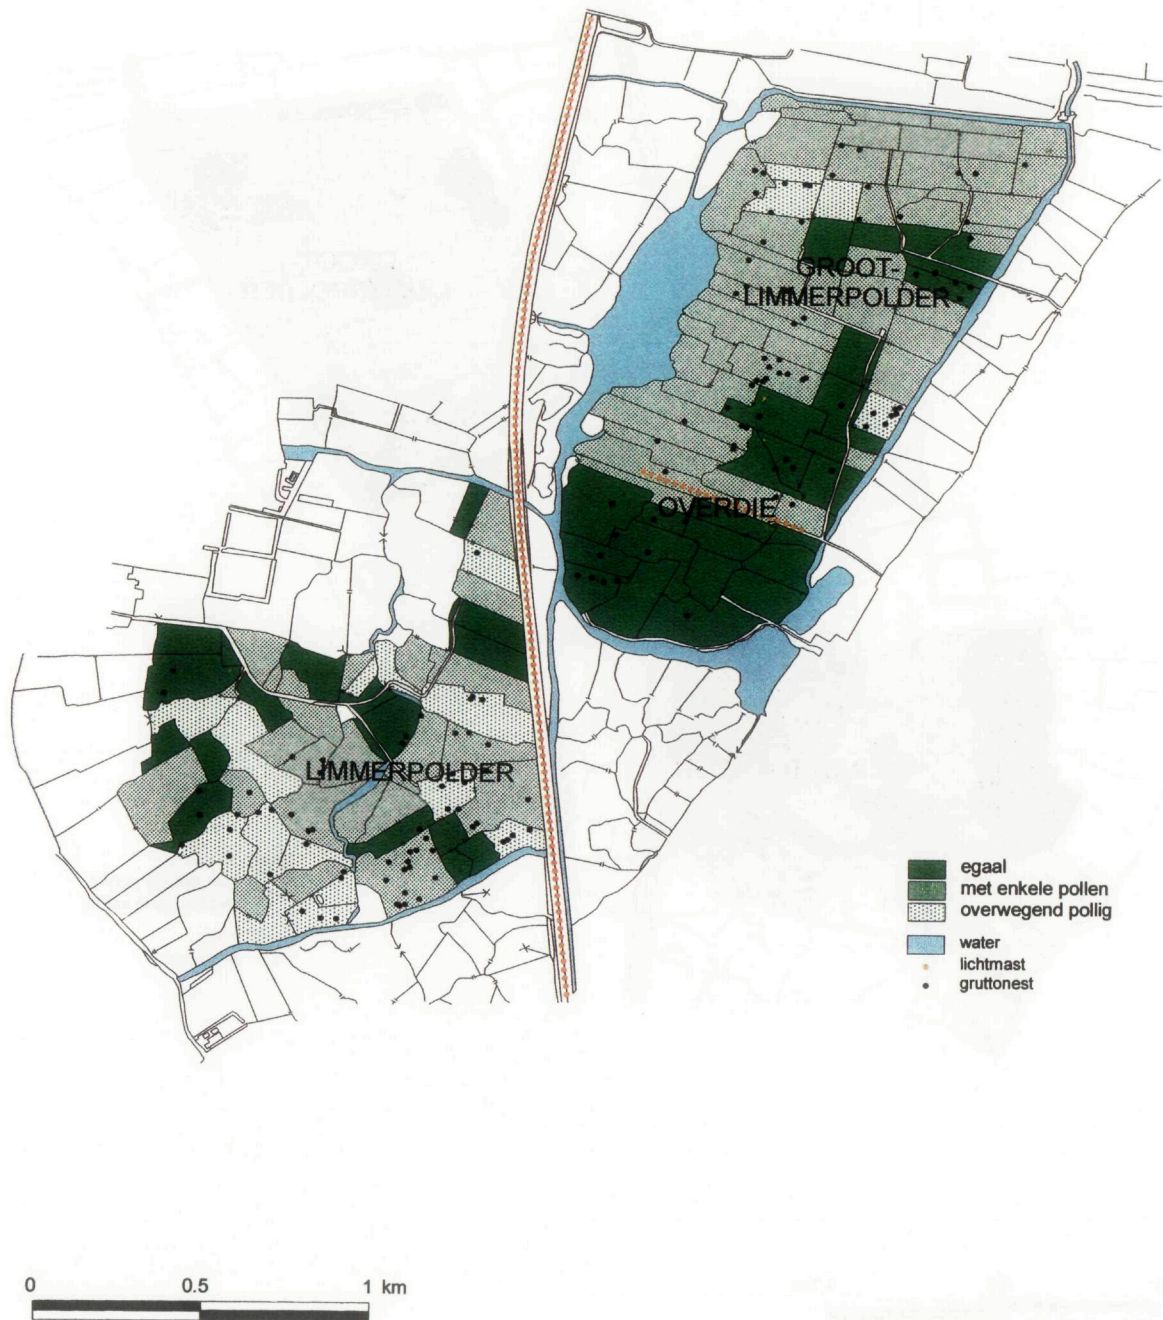 GROOT-
LIMMERPOLDER
OVERDIE
LIMMERPOLDER
egaal
met enkele pollen
overwegend pollig
water
lichtmast
gruttonest
0 0.5 1 km